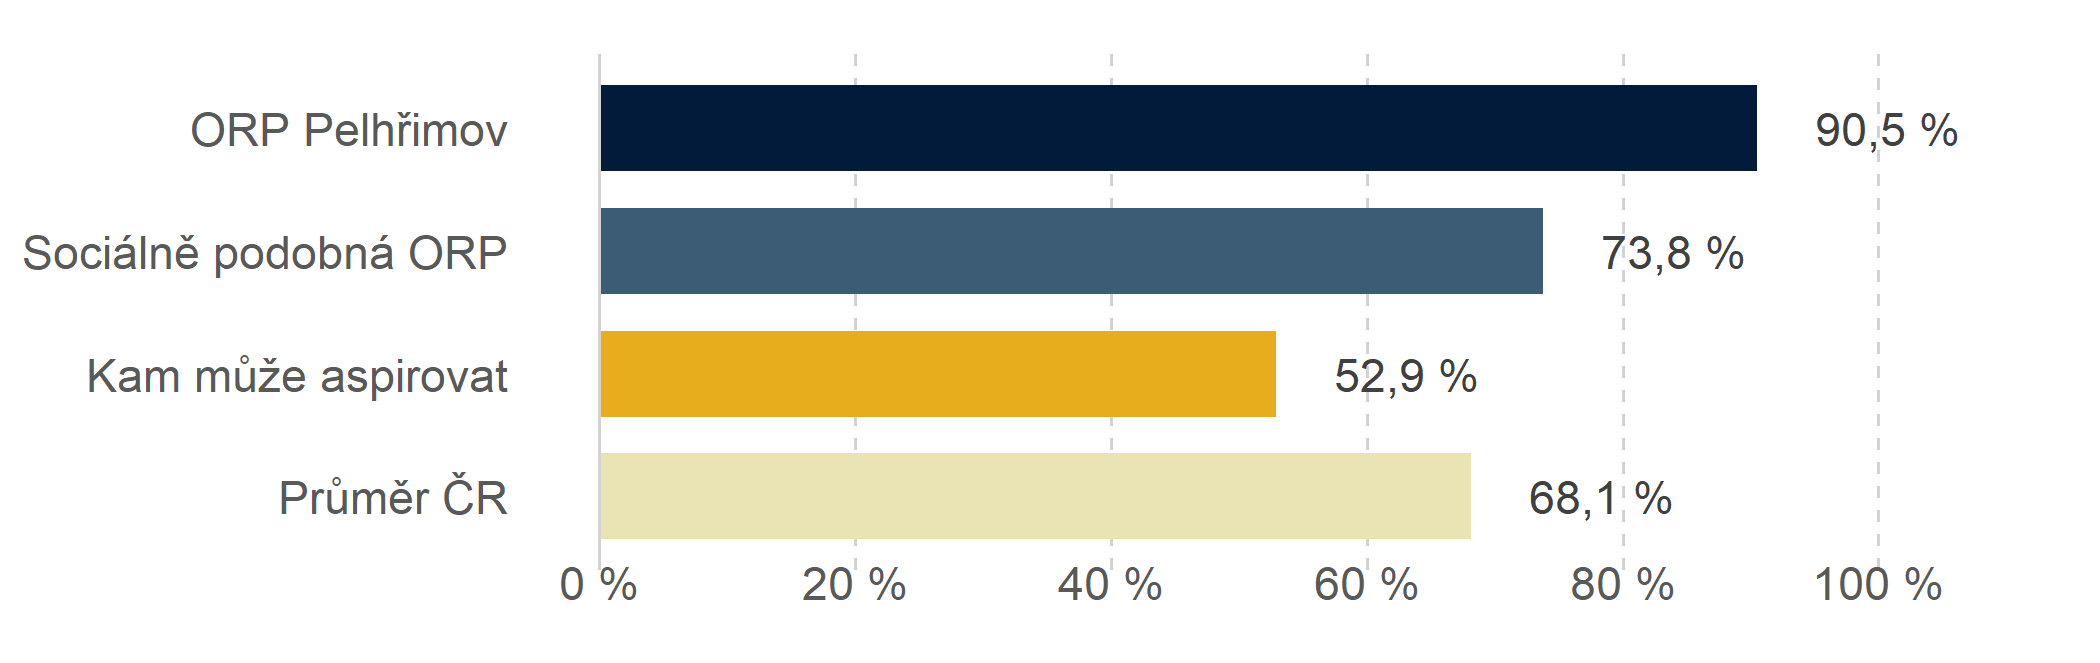 ORP Pelhřimov 90,5 %
Sociálně podobná ORP 73,8 %
Kam může aspirovat 52,9 %
Průměr ČR 68,1 %
0 % 20 % 40 % 60 % 80 % 100 %